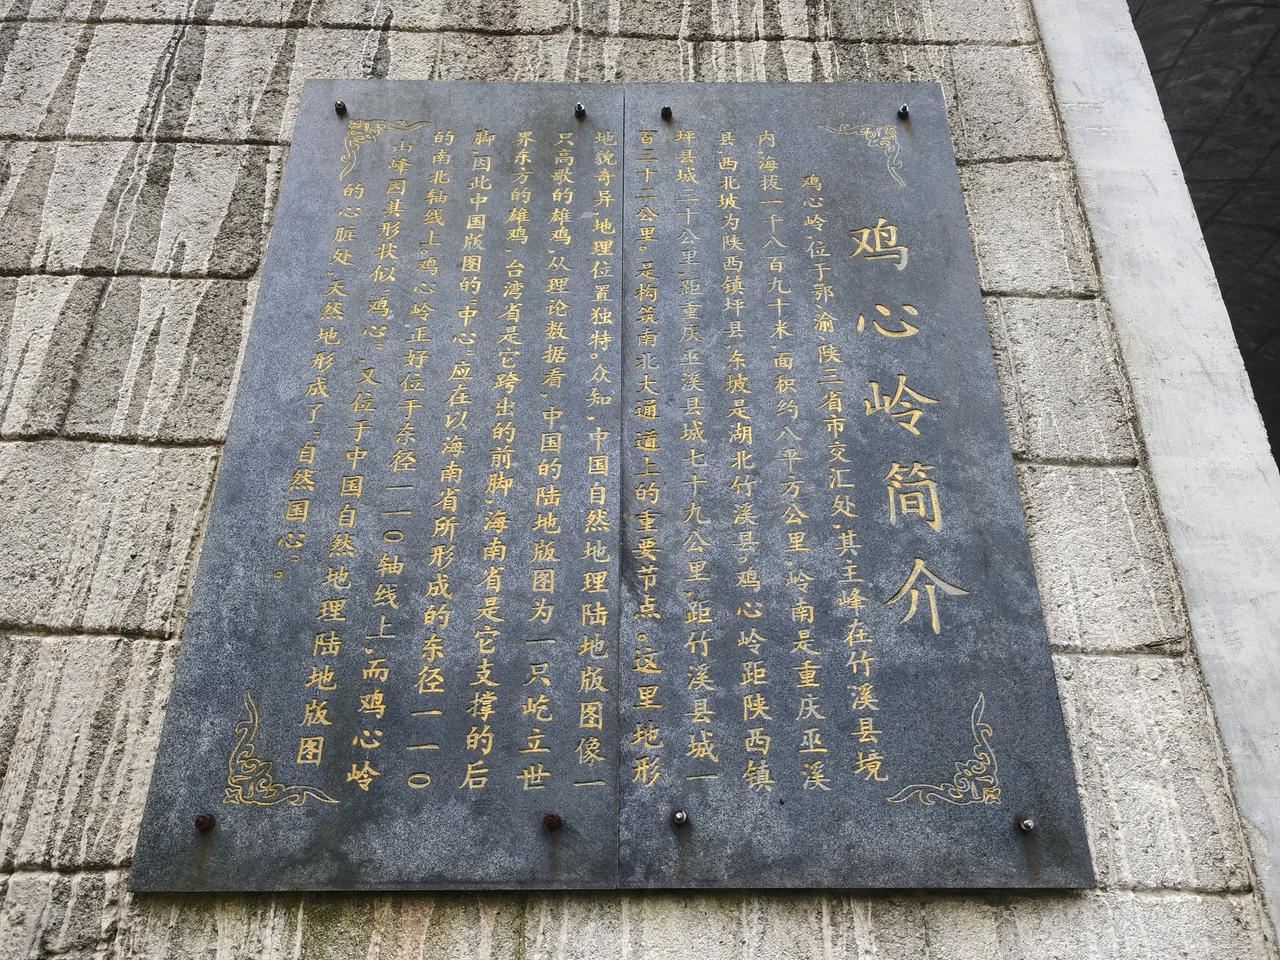 鸡心岭简介
鸡心岭,位于鄂、渝、陕三省市交汇处,其主峰在竹溪县境
内,海拔一千八百九十米,面积约八平方公里,岭南是重庆巫溪
县,西北坡为陕西镇坪县,东坡是湖北竹溪县。鸡心岭距陕西镇
坪县城三十公里,距重庆巫溪县城七十九公里,距竹溪县城一
百三十二公里。是构筑南北大通道上的重要节点。这里地形
地貌奇异,地理位置独特。众知,中国自然地理陆地版图像一
只高歌的雄鸡,从理论数据看,中国的陆地版图为一只屹立世
界东方的雄鸡,台湾省是它跨出的前脚,海南省是它支撑的后
脚,因此中国版图的“中心”应在以海南省所形成的东径一一〇
的南北轴线上。鸡心岭正好位于东径一一〇轴线上,而鸡心岭
山峰因其形状似“鸡心”,又位于中国自然地理陆地版图
的心脏处,天然地形成了“自然国心”。